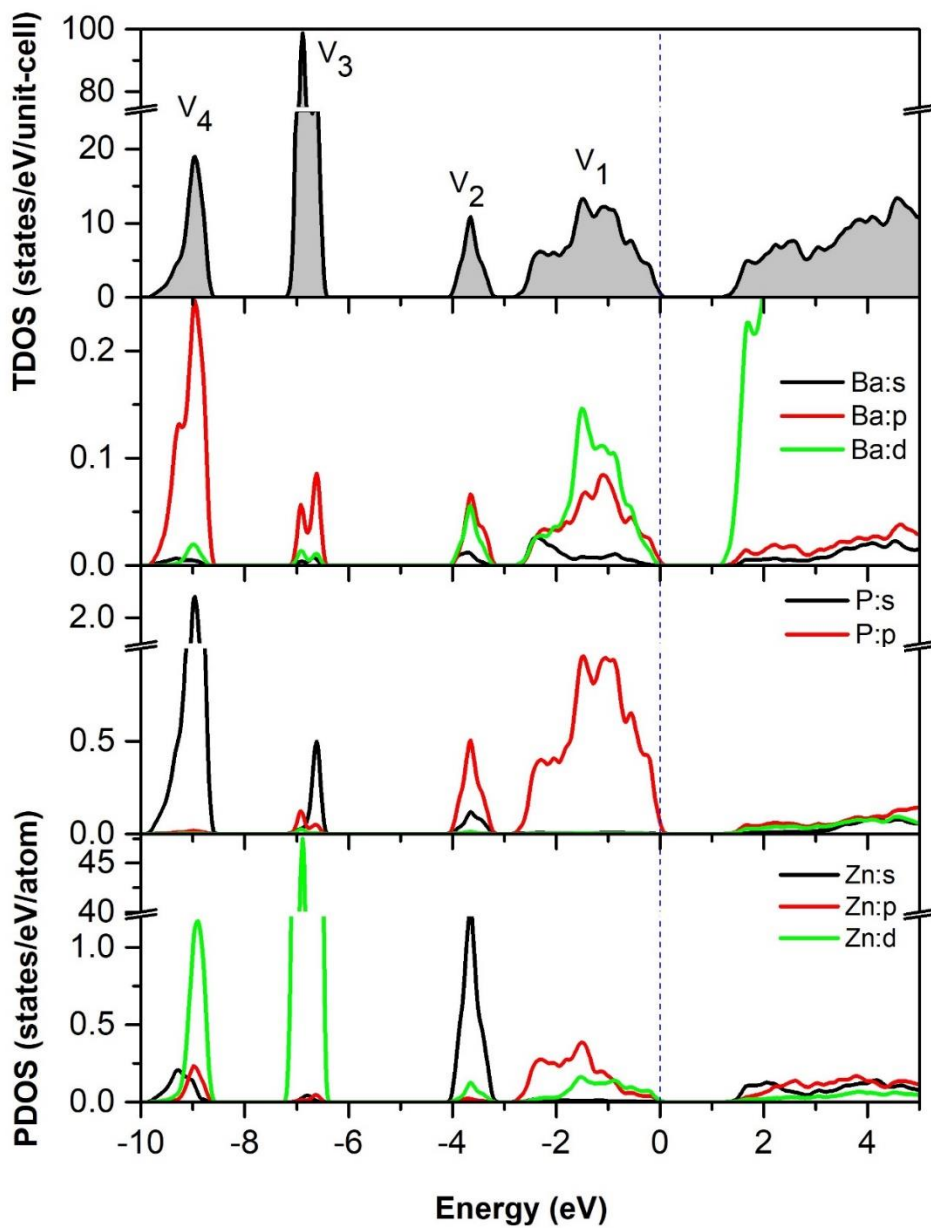 TDOS (states/eV/unit-cell)
100
80
20
10
0
V4
V3
V2
V1
0.2
0.1
0.0
Ba:s
Ba:p
Ba:d
PDOS (states/eV/atom)
2.0
0.5
0.0
P:s
P:p
45
40
1.0
0.5
0.0
Zn:s
Zn:p
Zn:d
-10 -8 -6 -4 -2 0 2 4
Energy (eV)